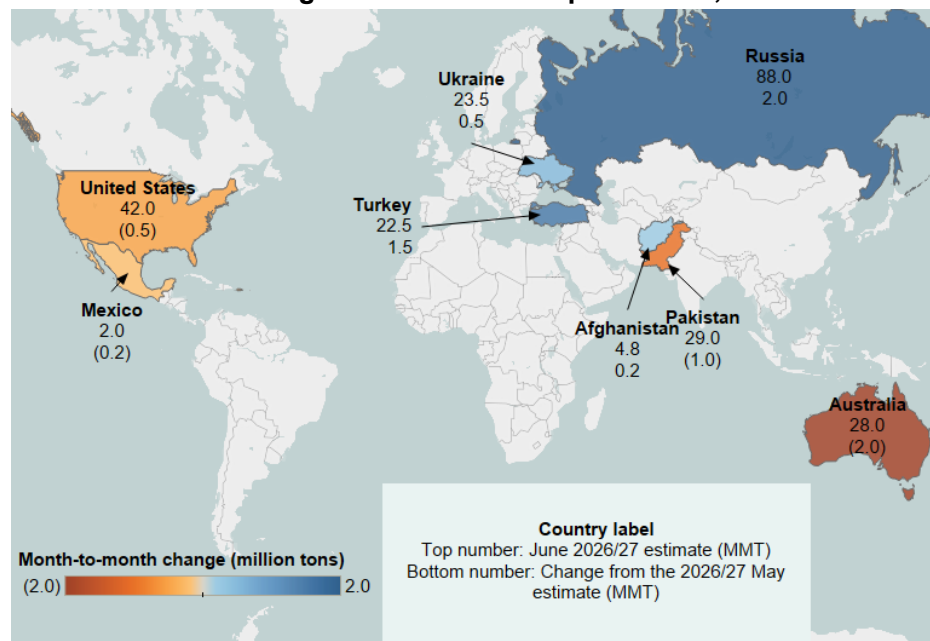 Russia
88.0
2.0
Ukraine
23.5
0.5
United States
42.0
(0.5)
Turkey
22.5
1.5
Mexico
2.0
(0.2)
Afghanistan
4.8
0.2
Pakistan
29.0
(1.0)
Australia
28.0
(2.0)
Country label
Top number: June 2026/27 estimate (MMT)
Bottom number: Change from the 2026/27 May
estimate (MMT)
Month-to-month change (million tons)
(2.0)
2.0